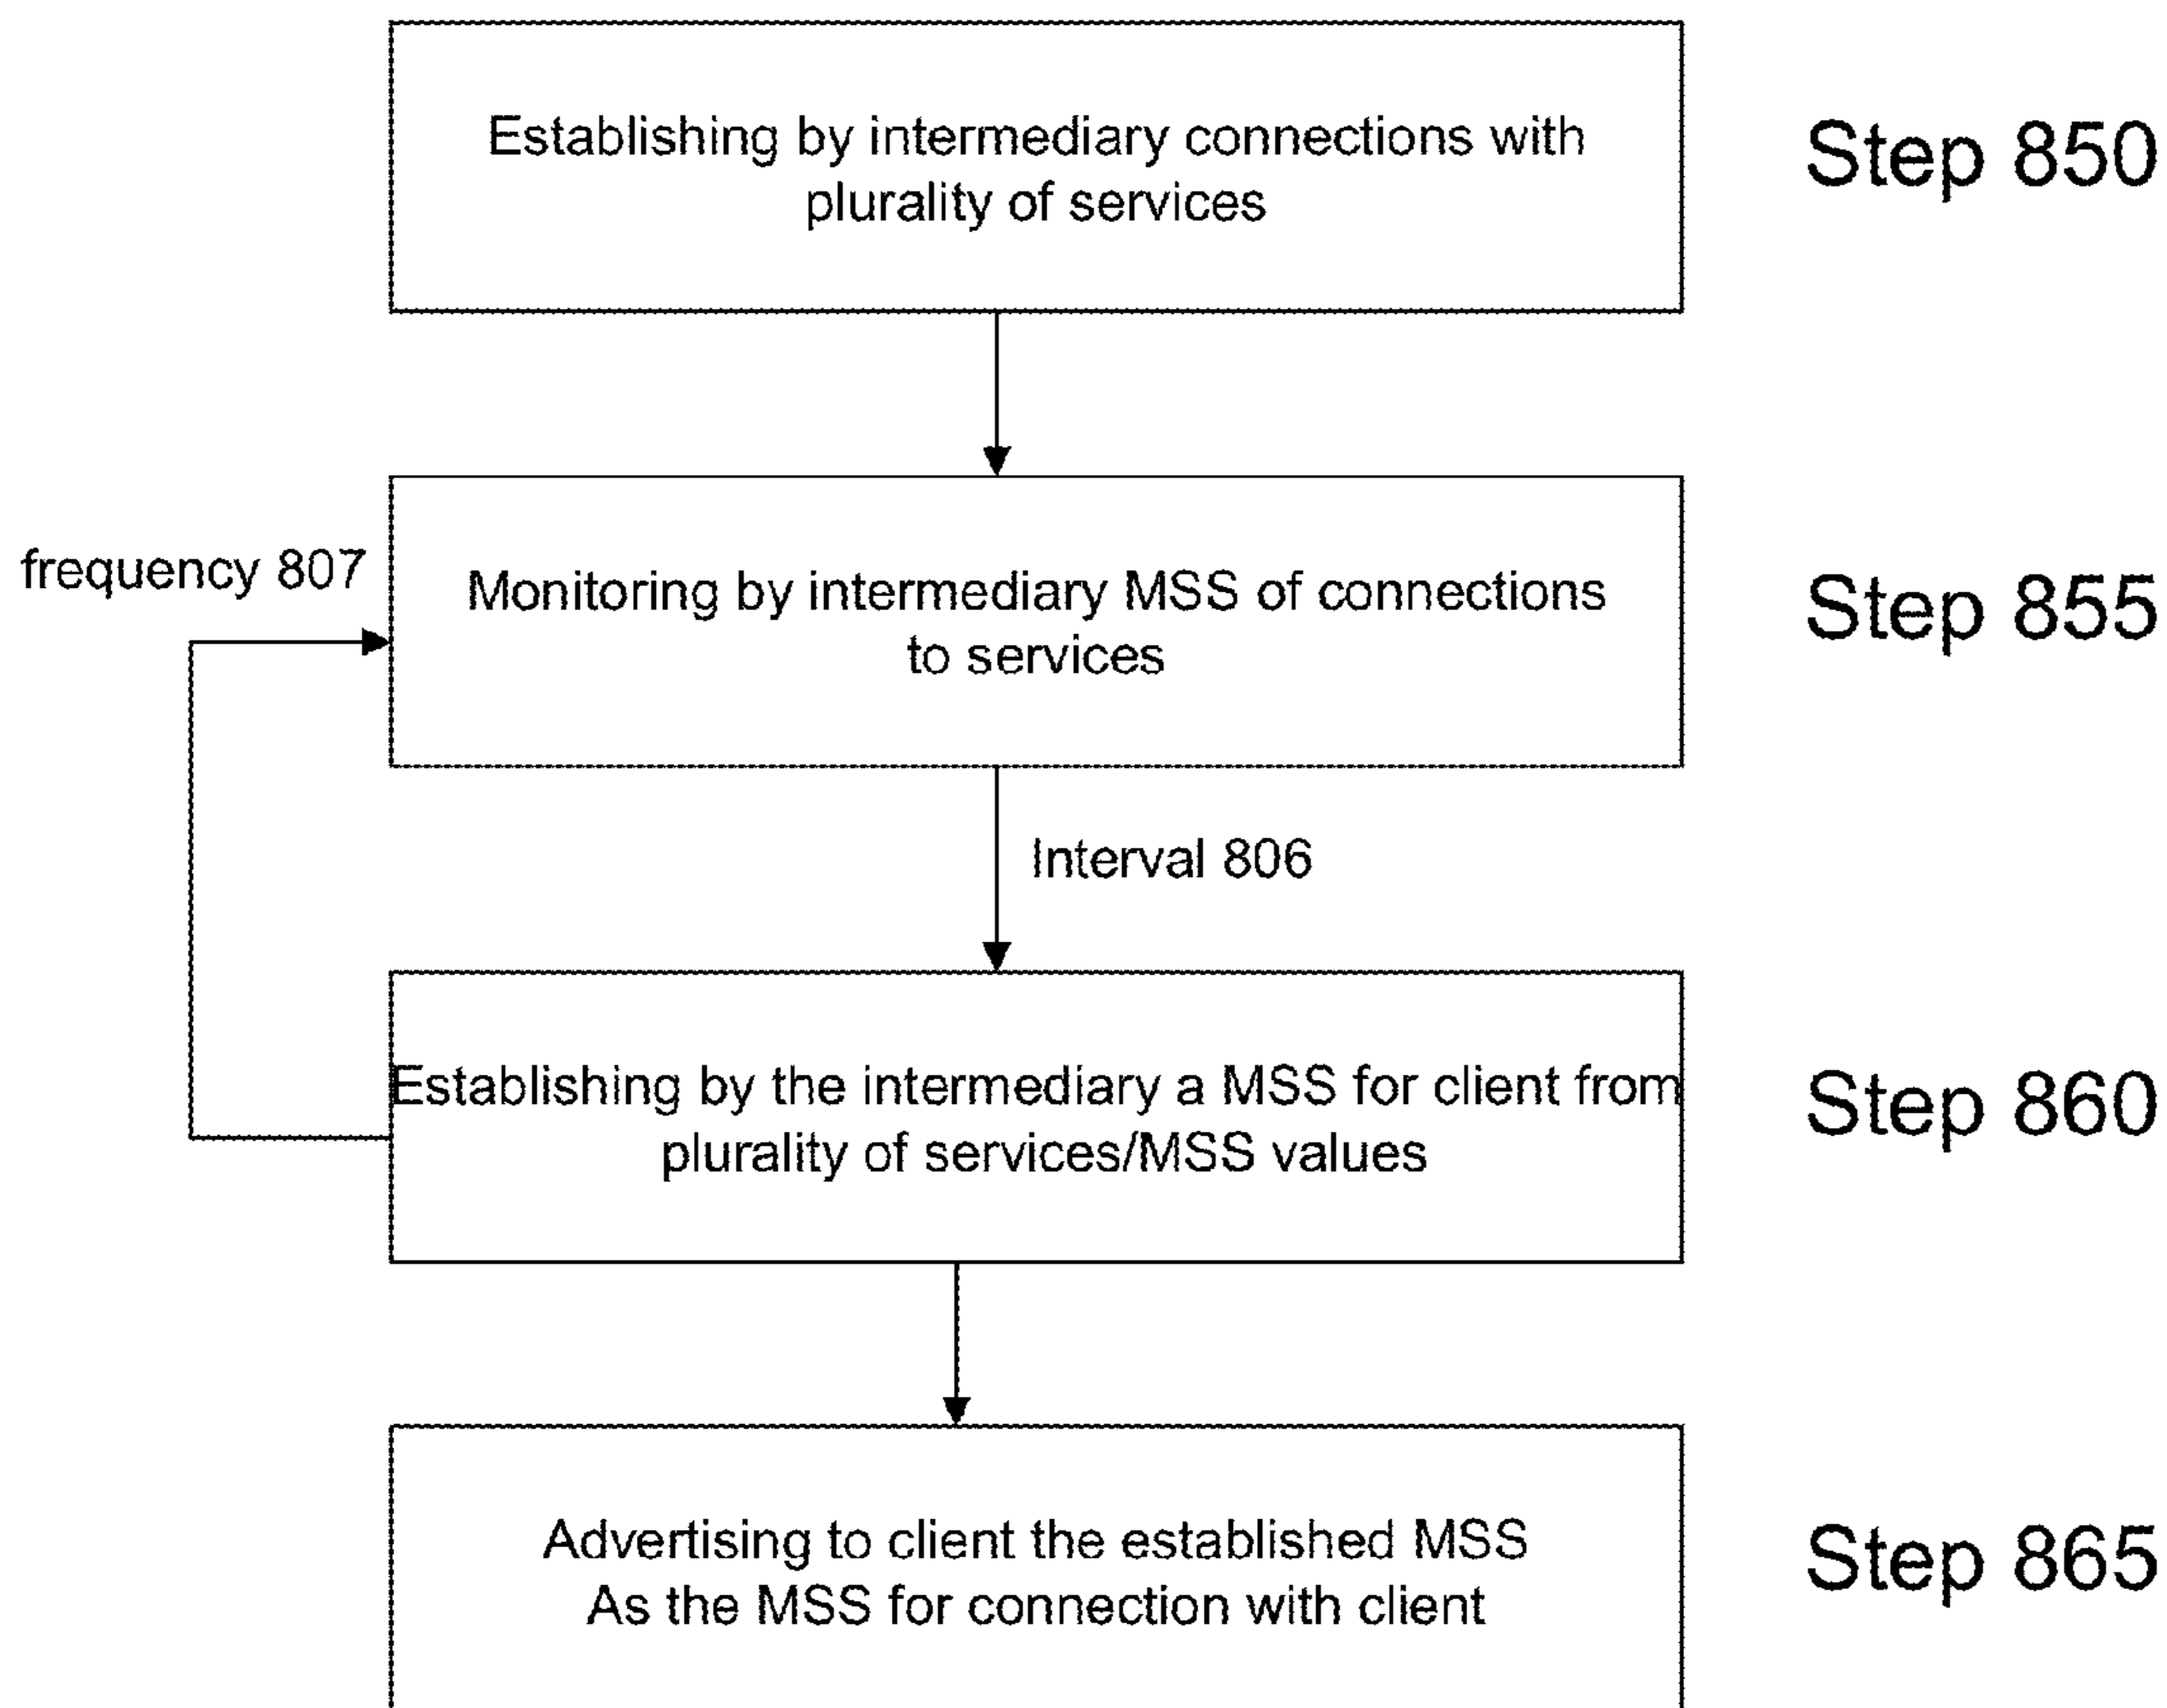 Establishing by intermediary connections with
plurality of services
Step 850
frequency 807
Monitoring by intermediary MSS of connections
to services
Step 855
Interval 806
Establishing by the intermediary a MSS for client from
plurality of services/MSS values
Step 860
Advertising to client the established MSS
As the MSS for connection with client
Step 865